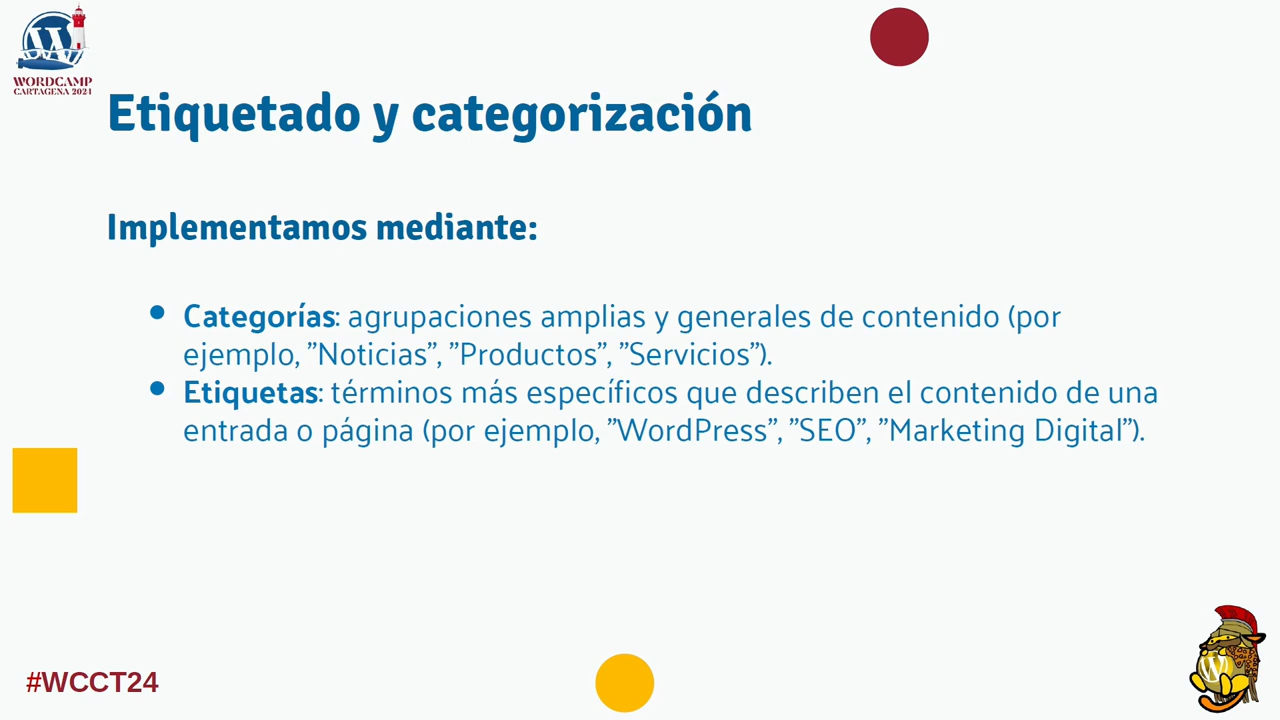 WORDCAMP
CARTAGENA 2024
Etiquetado y categorización
Implementamos mediante:
• Categorías: agrupaciones amplias y generales de contenido (por
ejemplo, ”Noticias”, ”Productos”, ”Servicios”).
• Etiquetas: términos más específicos que describen el contenido de una
entrada o página (por ejemplo, ”WordPress”, ”SEO”, ”Marketing Digital”).
#WCCT24